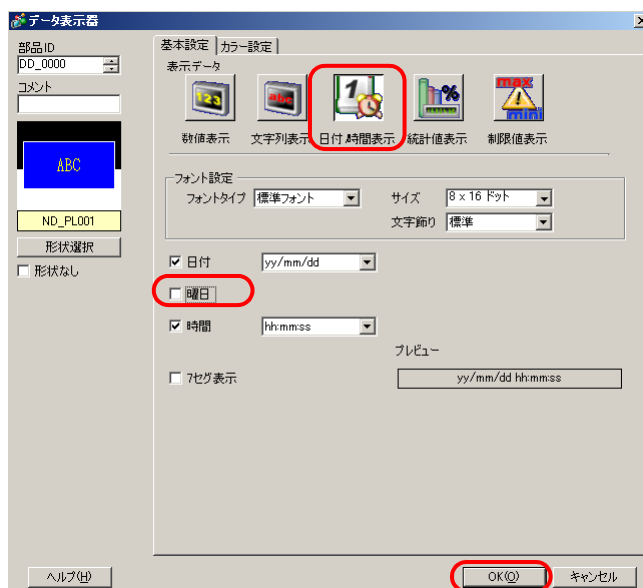 データ表示器
部品ID
DD_0000
コメント
ABC
ND_PL001
形状選択
形状なし
基本設定
カラー設定
表示データ
123
abc
1
%
max
mini
数値表示
文字列表示
日付/時間表示
統計値表示
制限値表示
フォント設定
フォントタイプ 標準フォント
サイズ 8 x 16 ドット
文字飾り 標準
日付 yy/mm/dd
曜日
時間 hh:mm:ss
プレビュー
7セグ表示
yy/mm/dd hh:mm:ss
ヘルプ(H)
OK(O)
キャンセル